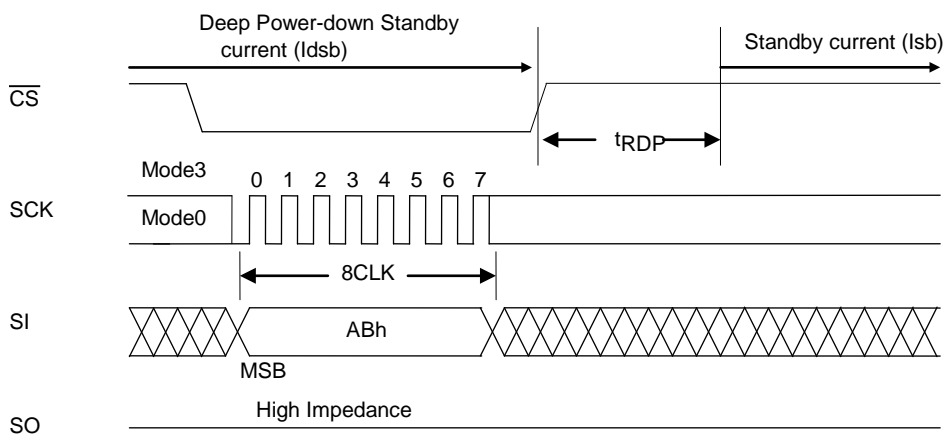 Deep Power-down Standby
current (Idsb)
Standby current (Isb)
CS
tRDP
Mode3
0 1 2 3 4 5 6 7
SCK
Mode0
8CLK
SI
ABh
MSB
High Impedance
SO